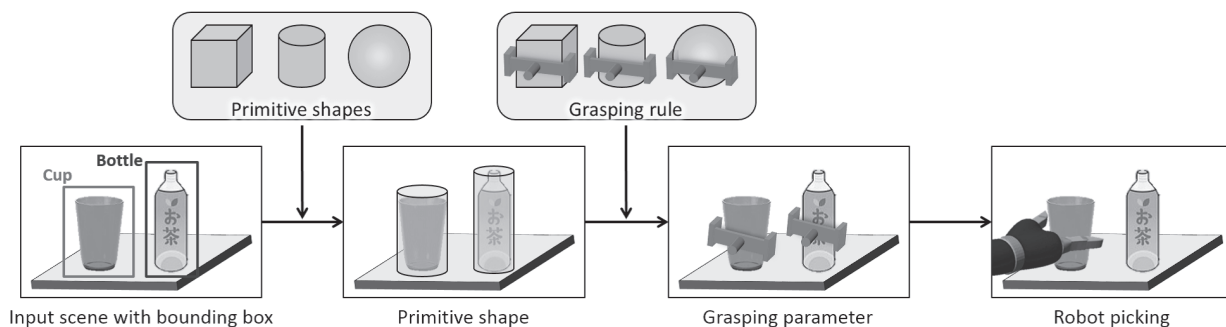 Primitive shapes
Grasping rule
Bottle
Cup
お茶
お茶
お茶
お茶
Input scene with bounding box
Primitive shape
Grasping parameter
Robot picking